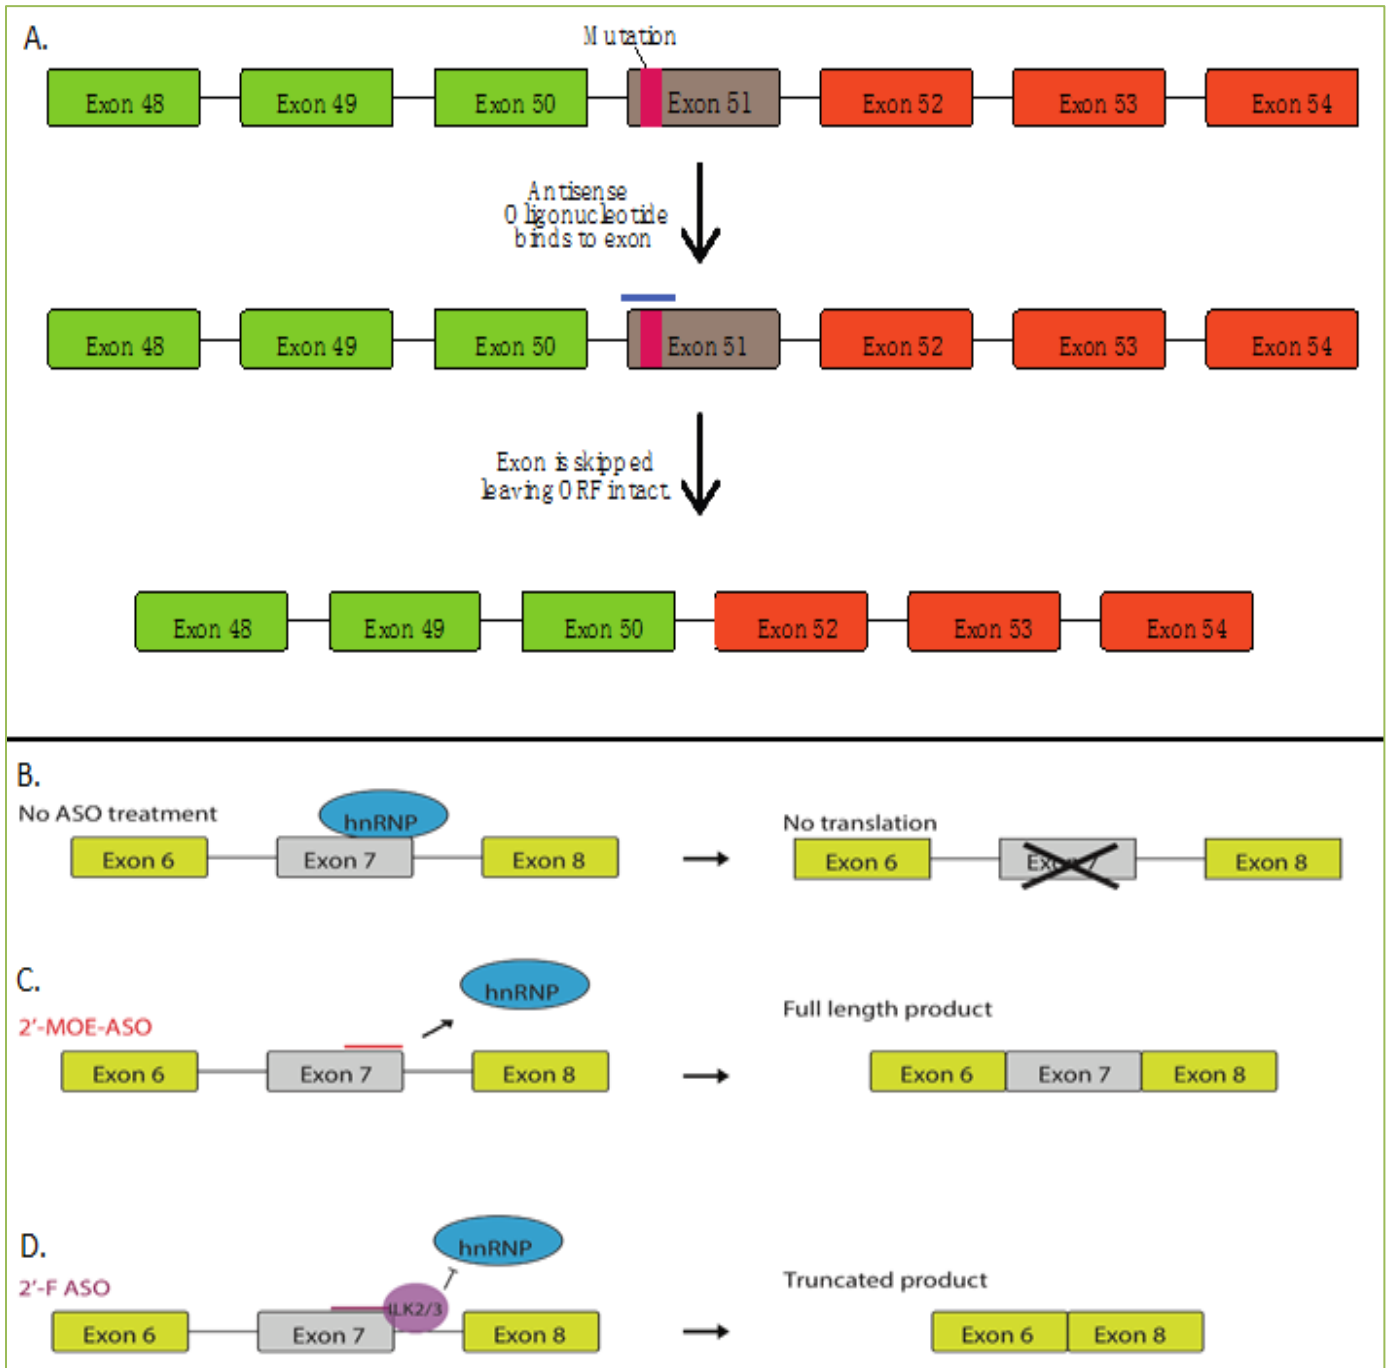 A.
Mutation
Exon 48 Exon 49 Exon 50 Exon 51 Exon 52 Exon 53 Exon 54
Antisense
Oligonucleotide
binds to exon
Exon 48 Exon 49 Exon 50 Exon 51 Exon 52 Exon 53 Exon 54
Exon is skipped
leaving ORF intact.
Exon 48 Exon 49 Exon 50 Exon 52 Exon 53 Exon 54
B.
No ASO treatment
hnRNP
Exon 6 Exon 7 Exon 8
No translation
Exon 6 Exon 7 Exon 8
C.
2'-MOE-ASO
hnRNP
Exon 6 Exon 7 Exon 8
Full length product
Exon 6 Exon 7 Exon 8
D.
2'-F ASO
hnRNP
ILK2/3
Exon 6 Exon 7 Exon 8
Truncated product
Exon 6 Exon 8